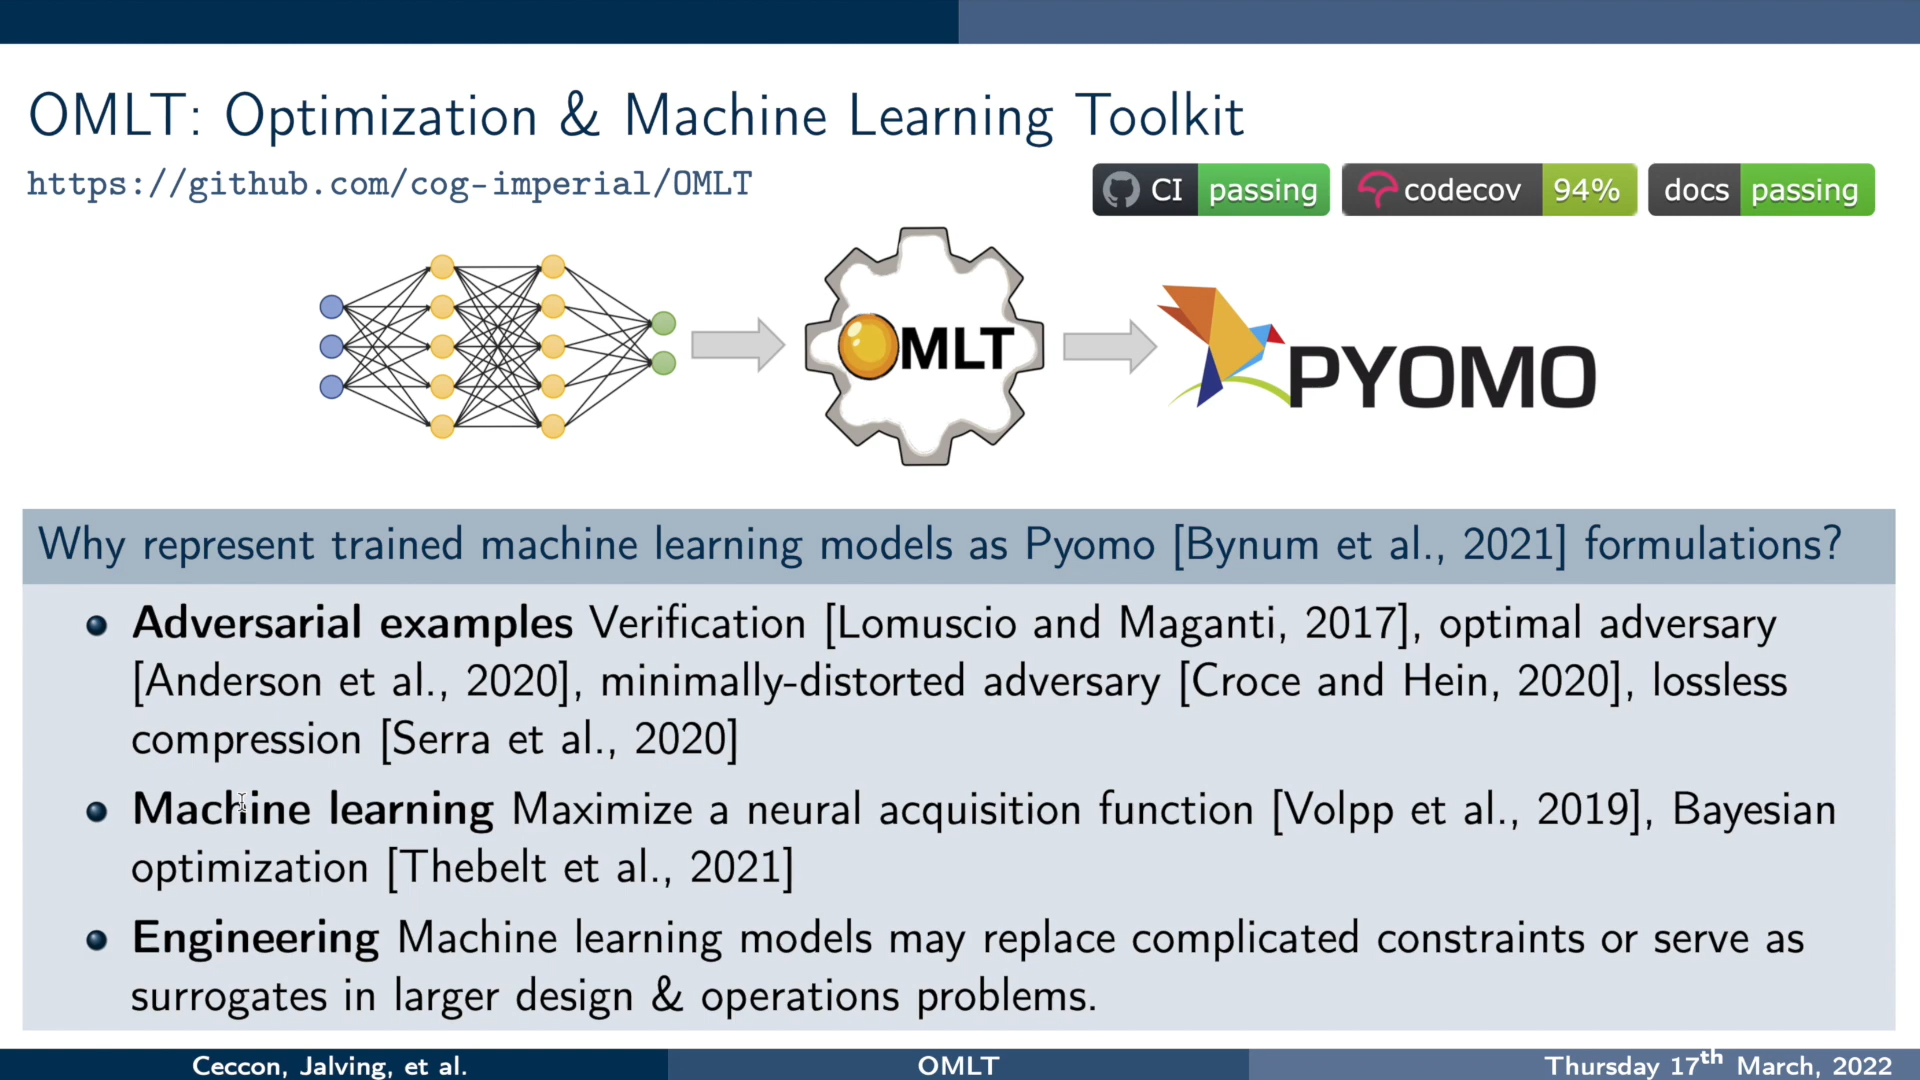 OMLT: Optimization & Machine Learning Toolkit
https://github.com/cog-imperial/OMLT
CI passing
codecov 94%
docs passing
OMLT
PYOMO
Why represent trained machine learning models as Pyomo [Bynum et al., 2021] formulations?
Adversarial examples Verification [Lomuscio and Maganti, 2017], optimal adversary
[Anderson et al., 2020], minimally-distorted adversary [Croce and Hein, 2020], lossless
compression [Serra et al., 2020]
Machine learning Maximize a neural acquisition function [Volpp et al., 2019], Bayesian
optimization [Thebelt et al., 2021]
Engineering Machine learning models may replace complicated constraints or serve as
surrogates in larger design & operations problems.
Ceccon, Jalving, et al.
OMLT
Thursday 17th March, 2022